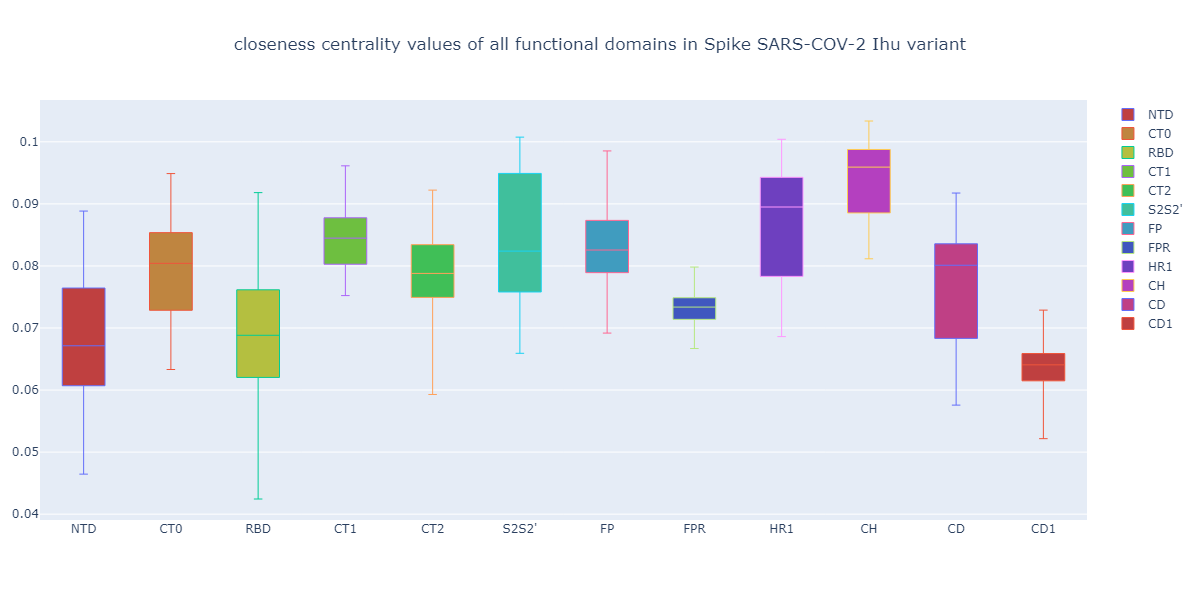 closeness centrality values of all functional domains in Spike SARS-COV-2 Ihu variant
0.1
0.09
0.08
0.07
0.06
0.05
0.04
NTD CT0 RBD CT1 CT2 S2S2' FP FPR HR1 CH CD CD1
NTD
CT0
RBD
CT1
CT2
S2S2'
FP
FPR
HR1
CH
CD
CD1